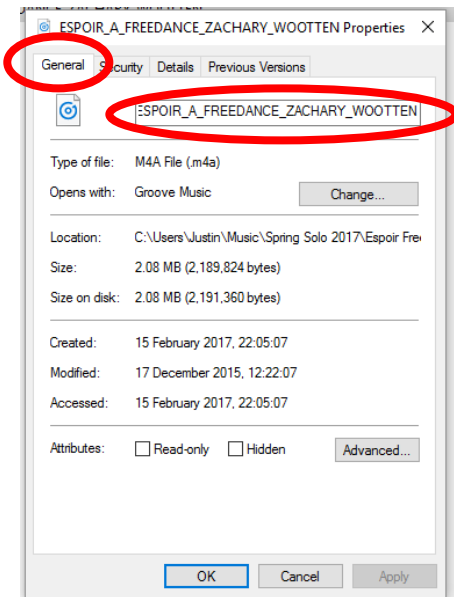 ESPOIR_A_FREEDANCE_ZACHARY_WOOTTEN Properties
General Security Details Previous Versions
ESPOIR_A_FREEDANCE_ZACHARY_WOOTTEN
Type of file: M4A File (.m4a)
Opens with: Groove Music Change...
Location: C:\Users\Justin\Music\Spring Solo 2017\Espoir Free
Size: 2.08 MB (2,189,824 bytes)
Size on disk: 2.08 MB (2,191,360 bytes)
Created: 15 February 2017, 22:05:07
Modified: 17 December 2015, 12:22:07
Accessed: 15 February 2017, 22:05:07
Attributes: Read-only Hidden Advanced...
OK Cancel Apply